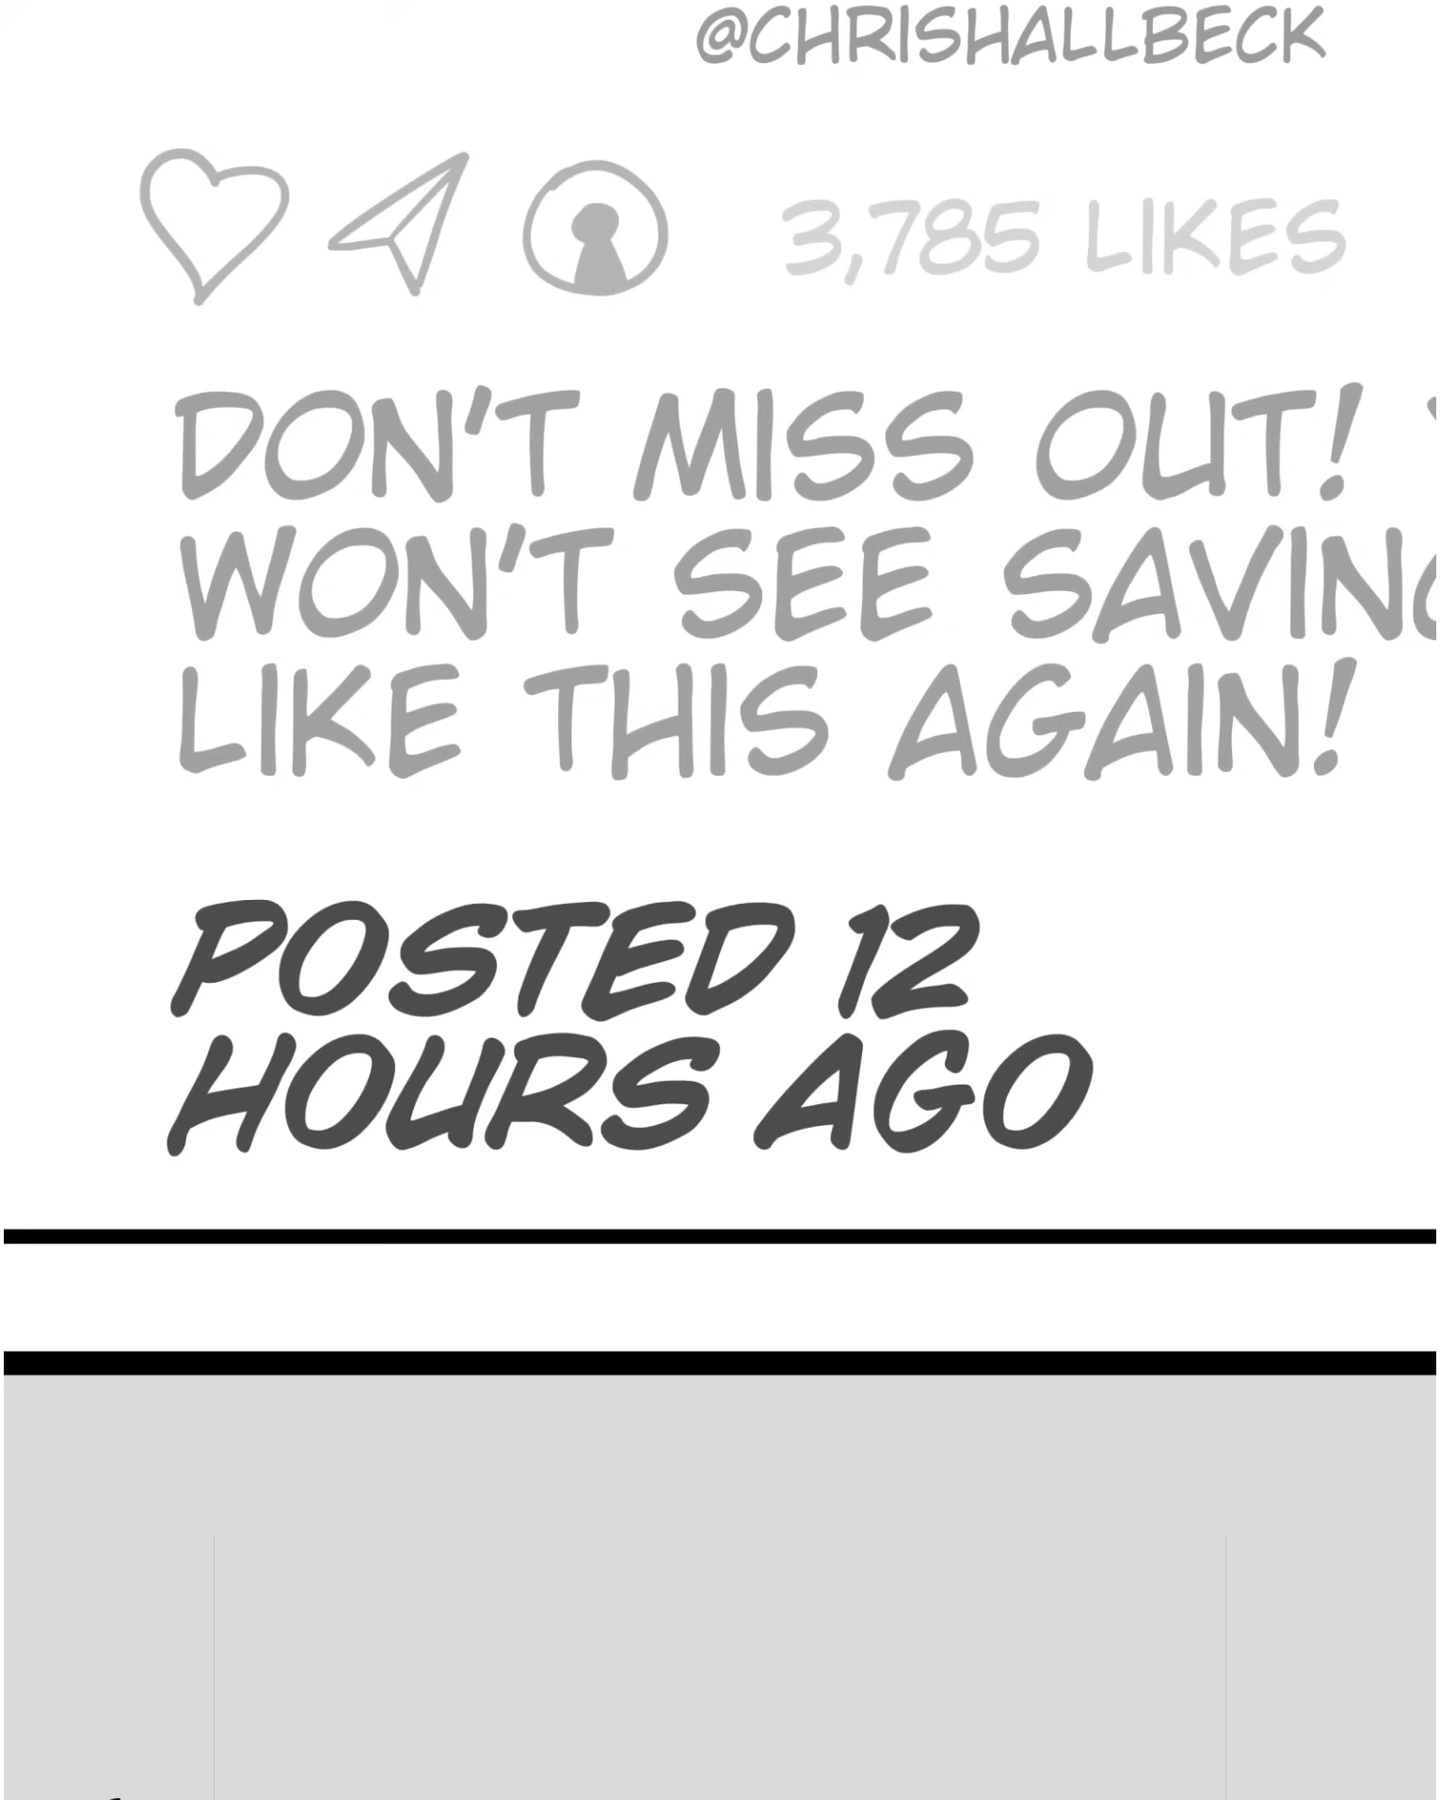 @CHRISHALLBECK
3,785 LIKES
DON'T MISS OUT!
WON'T SEE
LIKE THIS AGAIN!
POSTED 12
HOURS AGO